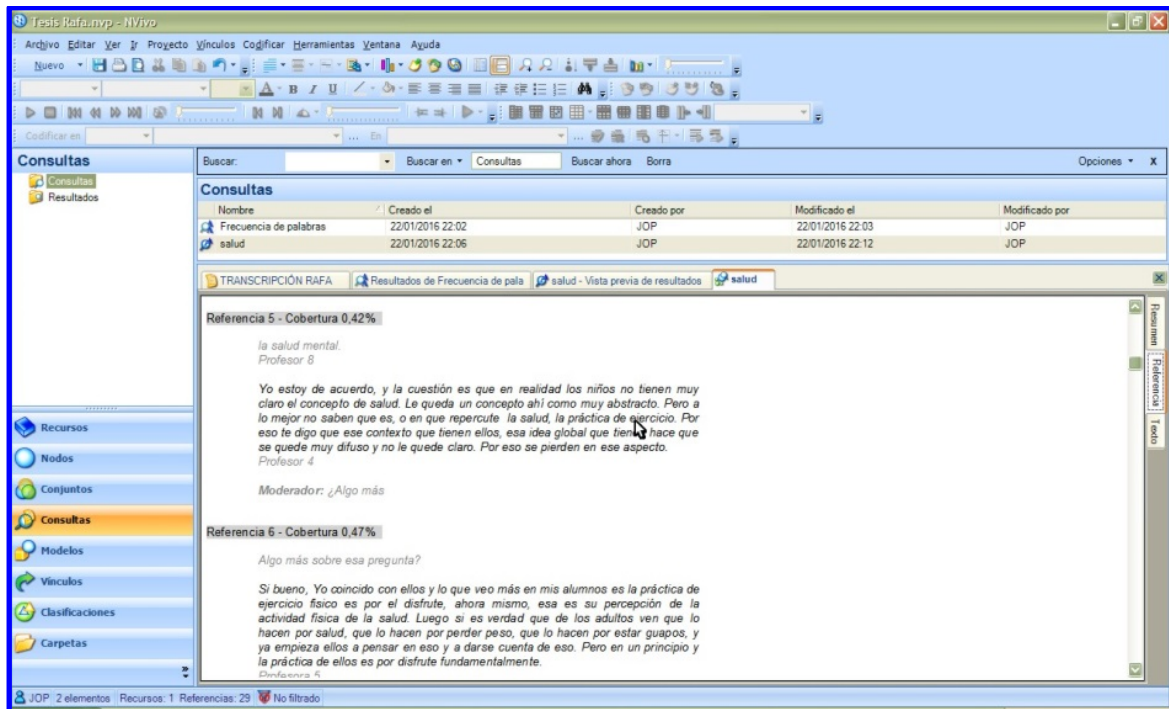 Tesis Rafa.nvp - NVivo
Archivo Editar Ver Ir Proyecto Vínculos Codificar Herramientas Ventana Ayuda
Nuevo
A B I U
Codificar en ... En ...
Consultas
Consultas
Resultados
Buscar: Buscar en Consultas Buscar ahora Borra Opciones X
Consultas
Nombre Creado el Creado por Modificado el Modificado por
Frecuencia de palabras 22/01/2016 22:02 JOP 22/01/2016 22:03 JOP
salud 22/01/2016 22:06 JOP 22/01/2016 22:12 JOP
TRANSCRIPCIÓN RAFA Resultados de Frecuencia de pala salud - Vista previa de resultados salud
Referencia 5 - Cobertura 0,42%
la salud mental.
Profesor 8
Yo estoy de acuerdo, y la cuestión es que en realidad los niños no tienen muy
claro el concepto de salud. Le queda un concepto ahí como muy abstracto. Pero a
lo mejor no saben que es, o en que repercute la salud, la práctica de ejercicio. Por
eso te digo que ese contexto que tienen ellos, esa idea global que tienen hace que
se quede muy difuso y no le quede claro. Por eso se pierden en ese aspecto.
Profesor 4
Moderador: ¿Algo más
Referencia 6 - Cobertura 0,47%
Algo más sobre esa pregunta?
Si bueno, Yo coincido con ellos y lo que veo más en mis alumnos es la práctica de
ejercicio físico es por el disfrute, ahora mismo, esa es su percepción de la
actividad física de la salud. Luego si es verdad que de los adultos ven que lo
hacen por salud, que lo hacen por perder peso, que lo hacen por estar guapos, y
ya empieza ellos a pensar en eso y a darse cuenta de eso. Pero en un principio y
la práctica de ellos es por disfrute fundamentalmente.
Profesora 5
Resumen
Referencia
Texto
Recursos
Nodos
Conjuntos
Consultas
Modelos
Vínculos
Clasificaciones
Carpetas
JOP 2 elementos Recursos: 1 Referencias: 29 No filtrado